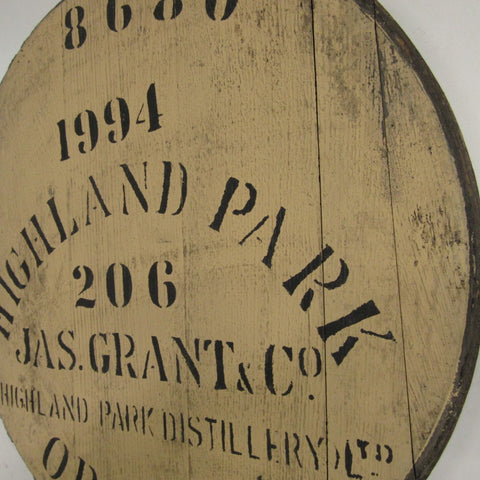 8680
1994
HIGHLAND PARK
206
JAS. GRANT & CO.
HIGHLAND PARK DISTILLERY LTD